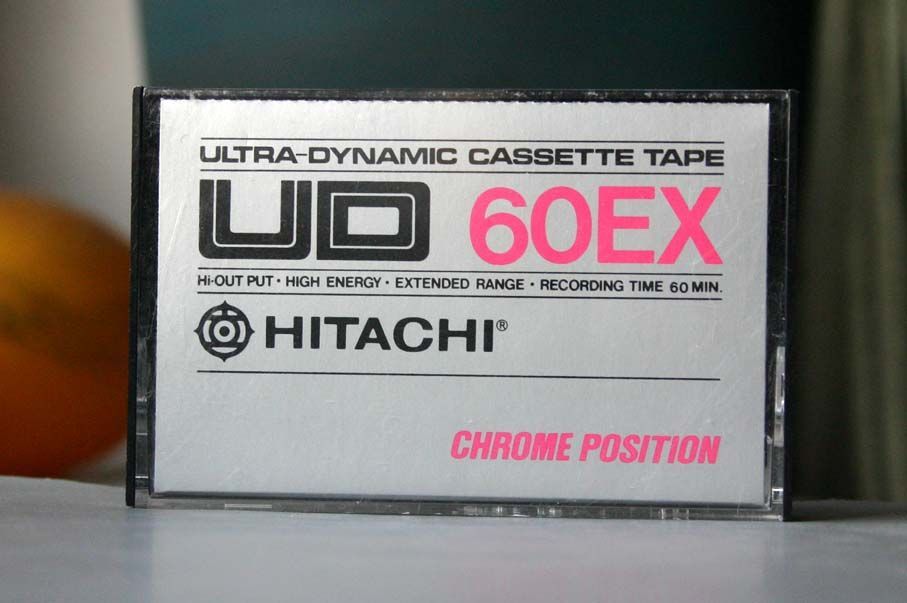 ULTRA-DYNAMIC CASSETTE TAPE
UD 60EX
Hi-OUT PUT · HIGH ENERGY · EXTENDED RANGE · RECORDING TIME 60 MIN.
HITACHI®
CHROME POSITION